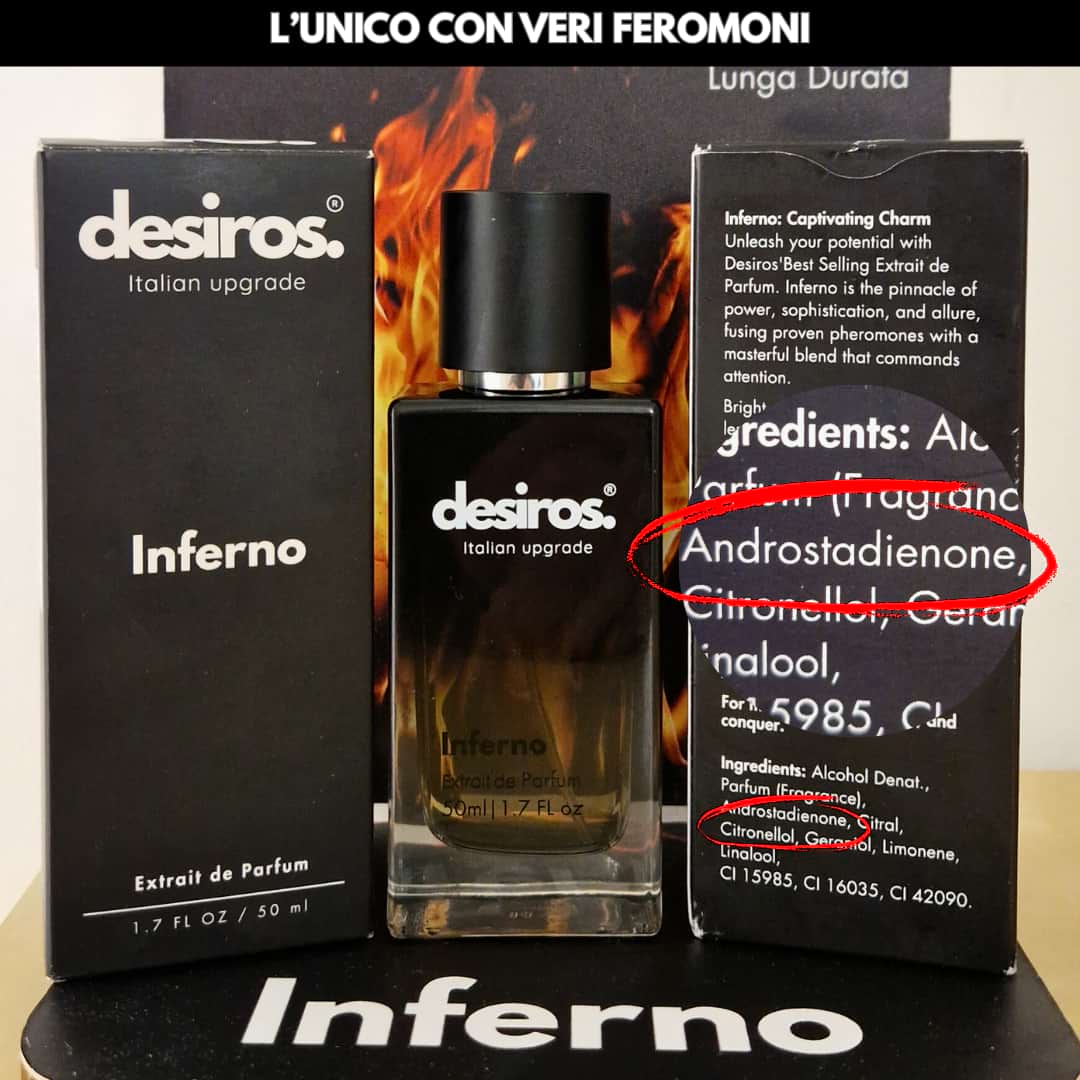 L'UNICO CON VERI FEROMONI
Lunga Durata
desiros.®
Italian upgrade
Inferno
Extrait de Parfum
1.7 FL OZ / 50 ml
desiros.®
Italian upgrade
Inferno
Extrait de Parfum
50ml|1.7 FL oz
Inferno: Captivating Charm
Unleash your potential with
Desiros'Best Selling Extrait de
Parfum. Inferno is the pinnacle of
power, sophistication, and allure,
fusing proven pheromones with a
masterful blend that commands
attention.
Bright
gredients: Alc
Parfum (Fragranc
Androstadienone,
Citronellol, Geran
inalool,
5985, CI
For
and
conquer.
Ingredients: Alcohol Denat.,
Parfum (Fragrance),
Androstadienone, Citral,
Citronellol, Geraniol, Limonene,
Linalool,
CI 15985, CI 16035, CI 42090.
Inferno